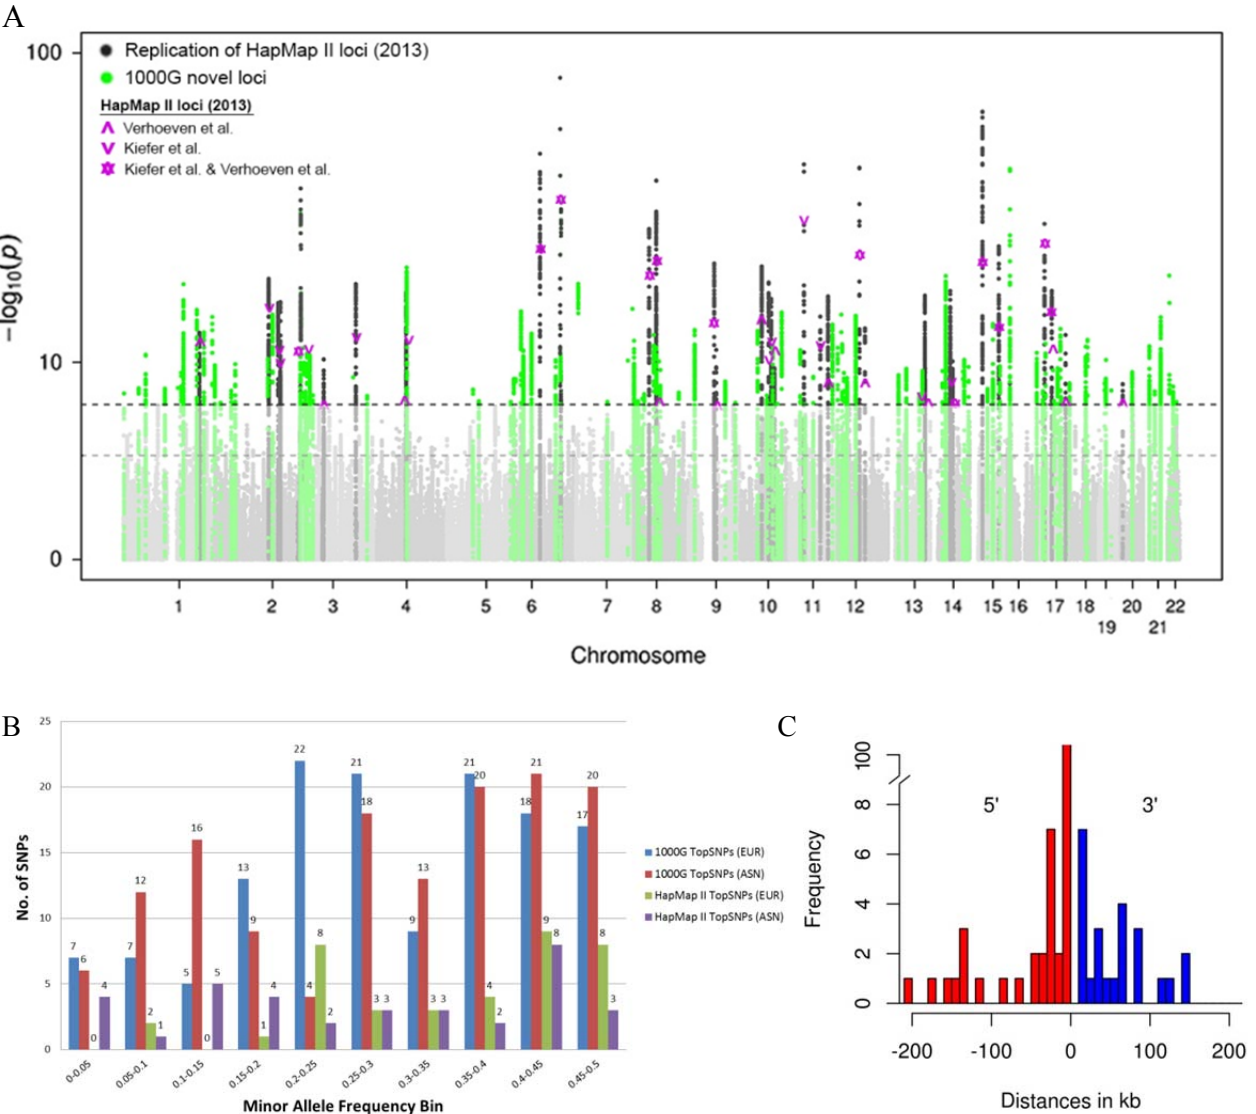 A
100
10
0
−log10(p)
Replication of HapMap II loci (2013)
1000G novel loci
HapMap II loci (2013)
Verhoeven et al.
Kiefer et al.
Kiefer et al. & Verhoeven et al.
1 2 3 4 5 6 7 8 9 10 11 12 13 14 15 16 17 18 20 22
19 21
Chromosome
B
25
20
15
10
5
0
No. of SNPs
7 6 0 4
7 12 2 1
5 16 0 5
13 9 1 4
22 4 8 2
21 18 3 3
9 13 3 3
21 20 4 2
18 21 9 8
17 20 8 3
0-0.05 0.05-0.1 0.1-0.15 0.15-0.2 0.2-0.25 0.25-0.3 0.3-0.35 0.35-0.4 0.4-0.45 0.45-0.5
Minor Allele Frequency Bin
1000G TopSNPs (EUR)
1000G TopSNPs (ASN)
HapMap II TopSNPs (EUR)
HapMap II TopSNPs (ASN)
C
100
8
6
4
2
0
Frequency
5' 3'
-200 -100 0 100 200
Distances in kb